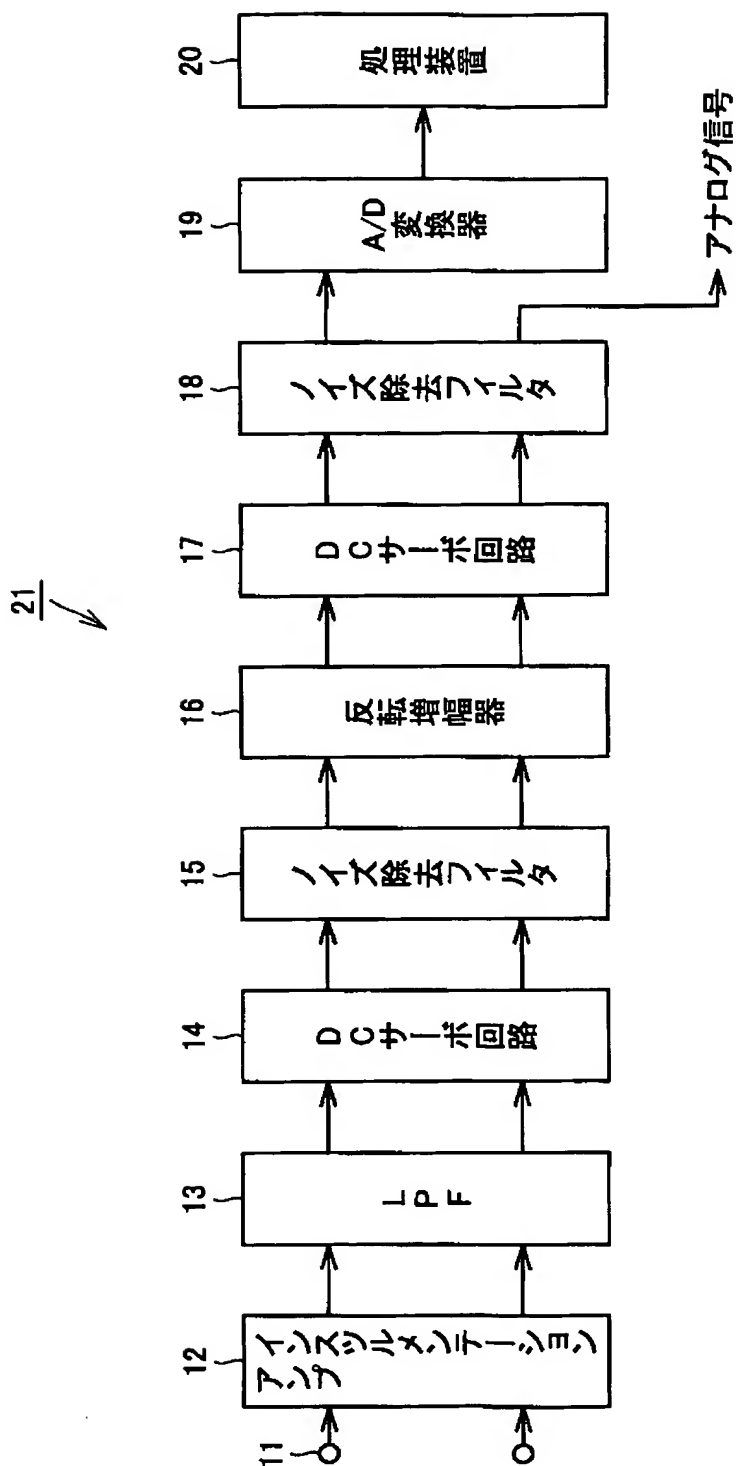 21
11
12
インスツルメンテーション
アンプ
13
LPF
14
DCサーボ回路
15
ノイズ除去フィルタ
16
反転増幅器
17
DCサーボ回路
18
ノイズ除去フィルタ
アナログ信号
19
A/D
変換器
20
処理装置